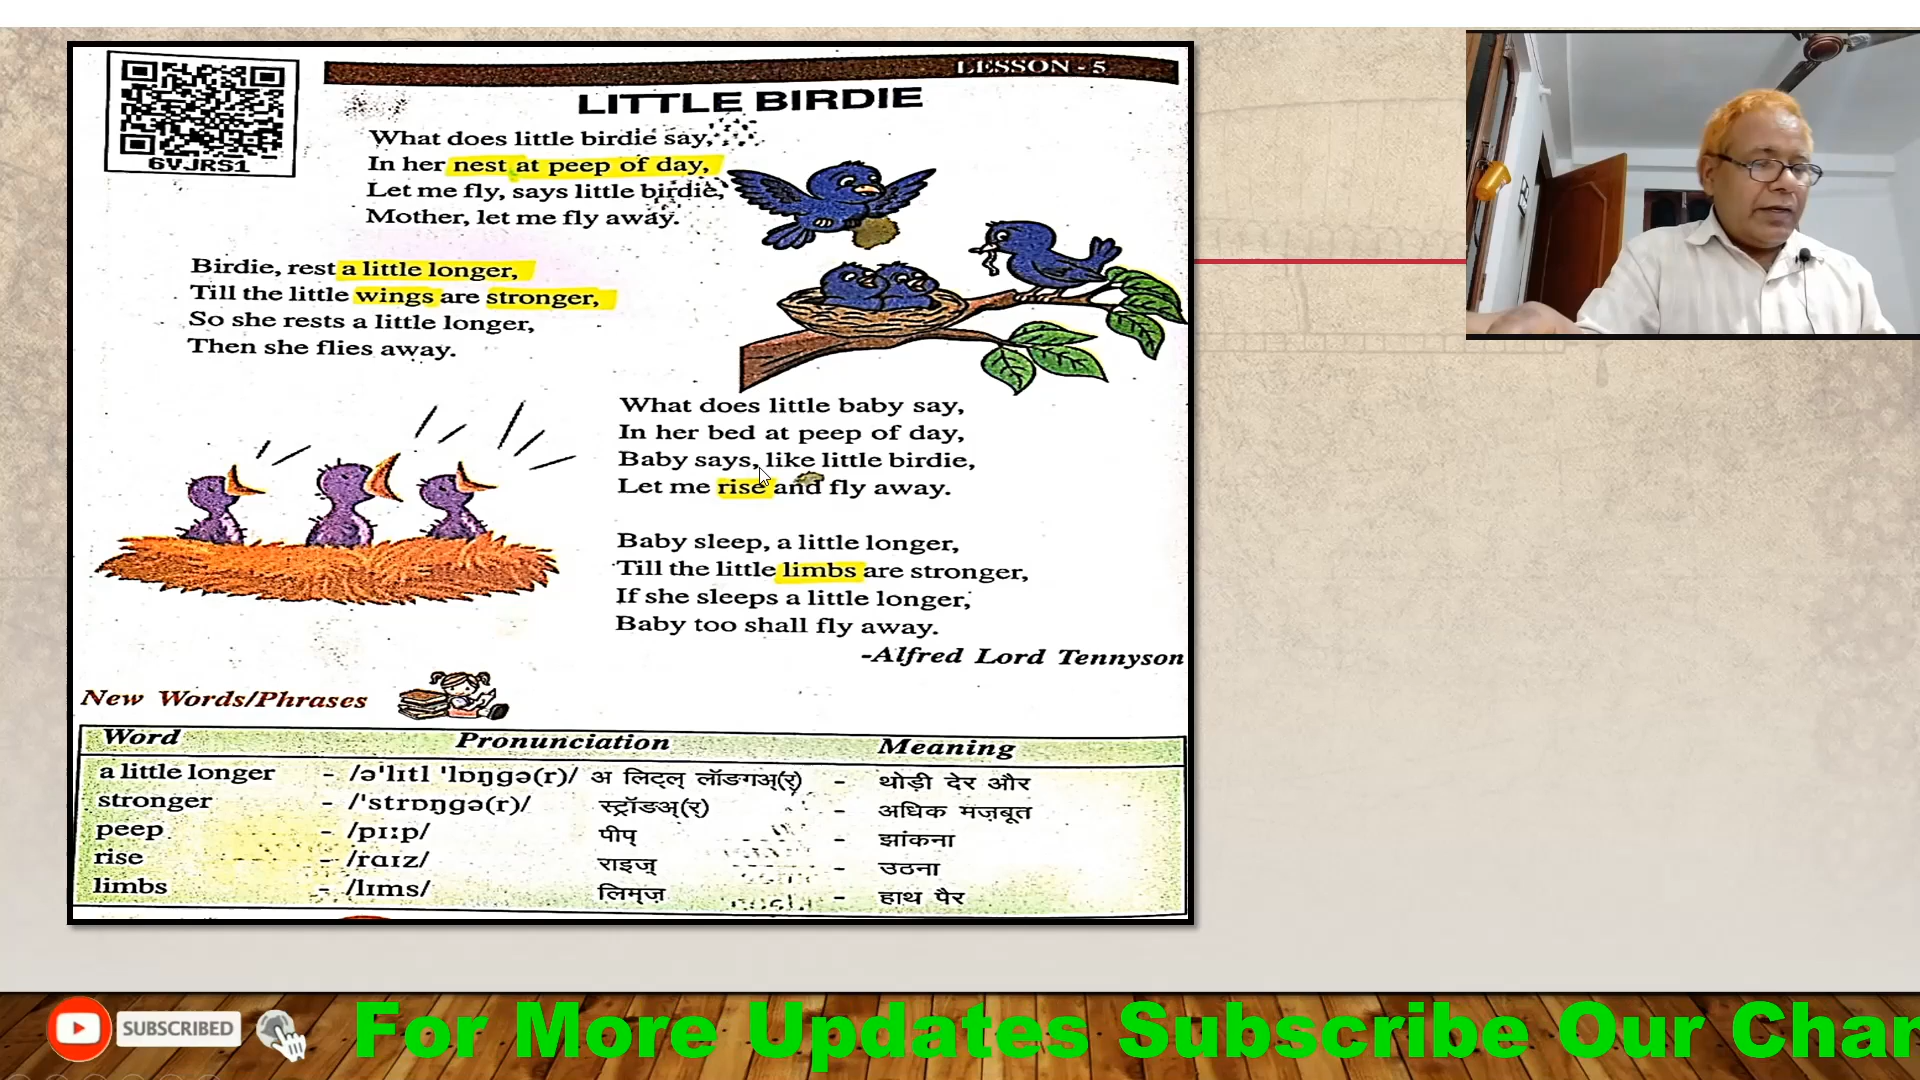 LESSON - 5
LITTLE BIRDIE
6VJRS1
What does little birdie say,
In her nest at peep of day,
Let me fly, says little birdie,
Mother, let me fly away.
Birdie, rest a little longer,
Till the little wings are stronger,
So she rests a little longer,
Then she flies away.
What does little baby say,
In her bed at peep of day,
Baby says, like little birdie,
Let me rise and fly away.
Baby sleep, a little longer,
Till the little limbs are stronger,
If she sleeps a little longer,
Baby too shall fly away.
-Alfred Lord Tennyson
New Words/Phrases
Word Pronunciation Meaning
a little longer - /ə'lɪtl 'lɒŋgə(r)/ अ लिट्ल् लॉङगअ(र्) - थोड़ी देर और
stronger - /'strɒŋgə(r)/ स्ट्रॉङअ्(र्) - अधिक मज़बूत
peep - /pɪːp/ पीप् - झांकना
rise - /raɪz/ राइज् - उठना
limbs - /lɪms/ लिम्ज़ - हाथ पैर
SUBSCRIBED
For More Updates Subscribe Our Chan